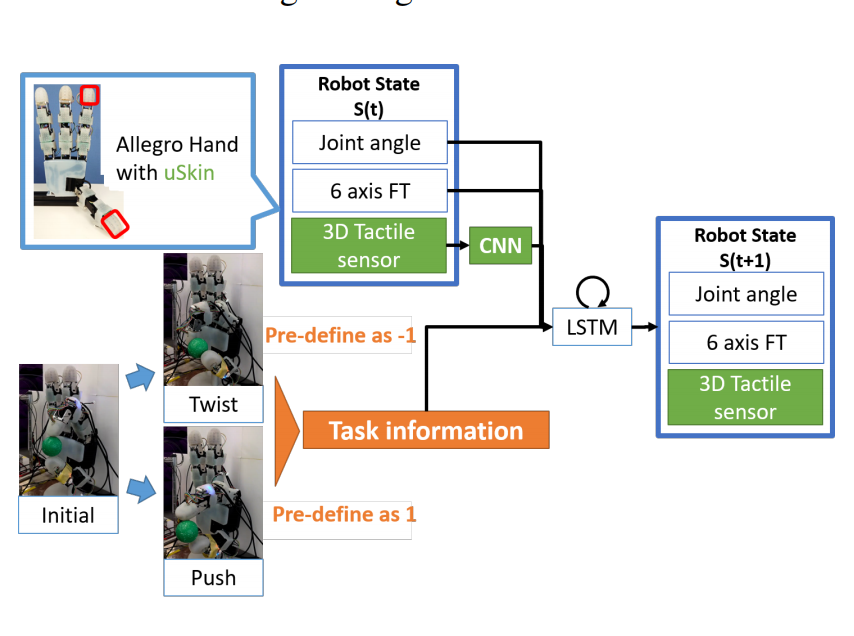 Robot State
S(t)
Joint angle
6 axis FT
3D Tactile
sensor
CNN
Allegro Hand
with uSkin
Robot State
S(t+1)
Joint angle
6 axis FT
3D Tactile
sensor
LSTM
Pre-define as -1
Twist
Task information
Initial
Pre-define as 1
Push